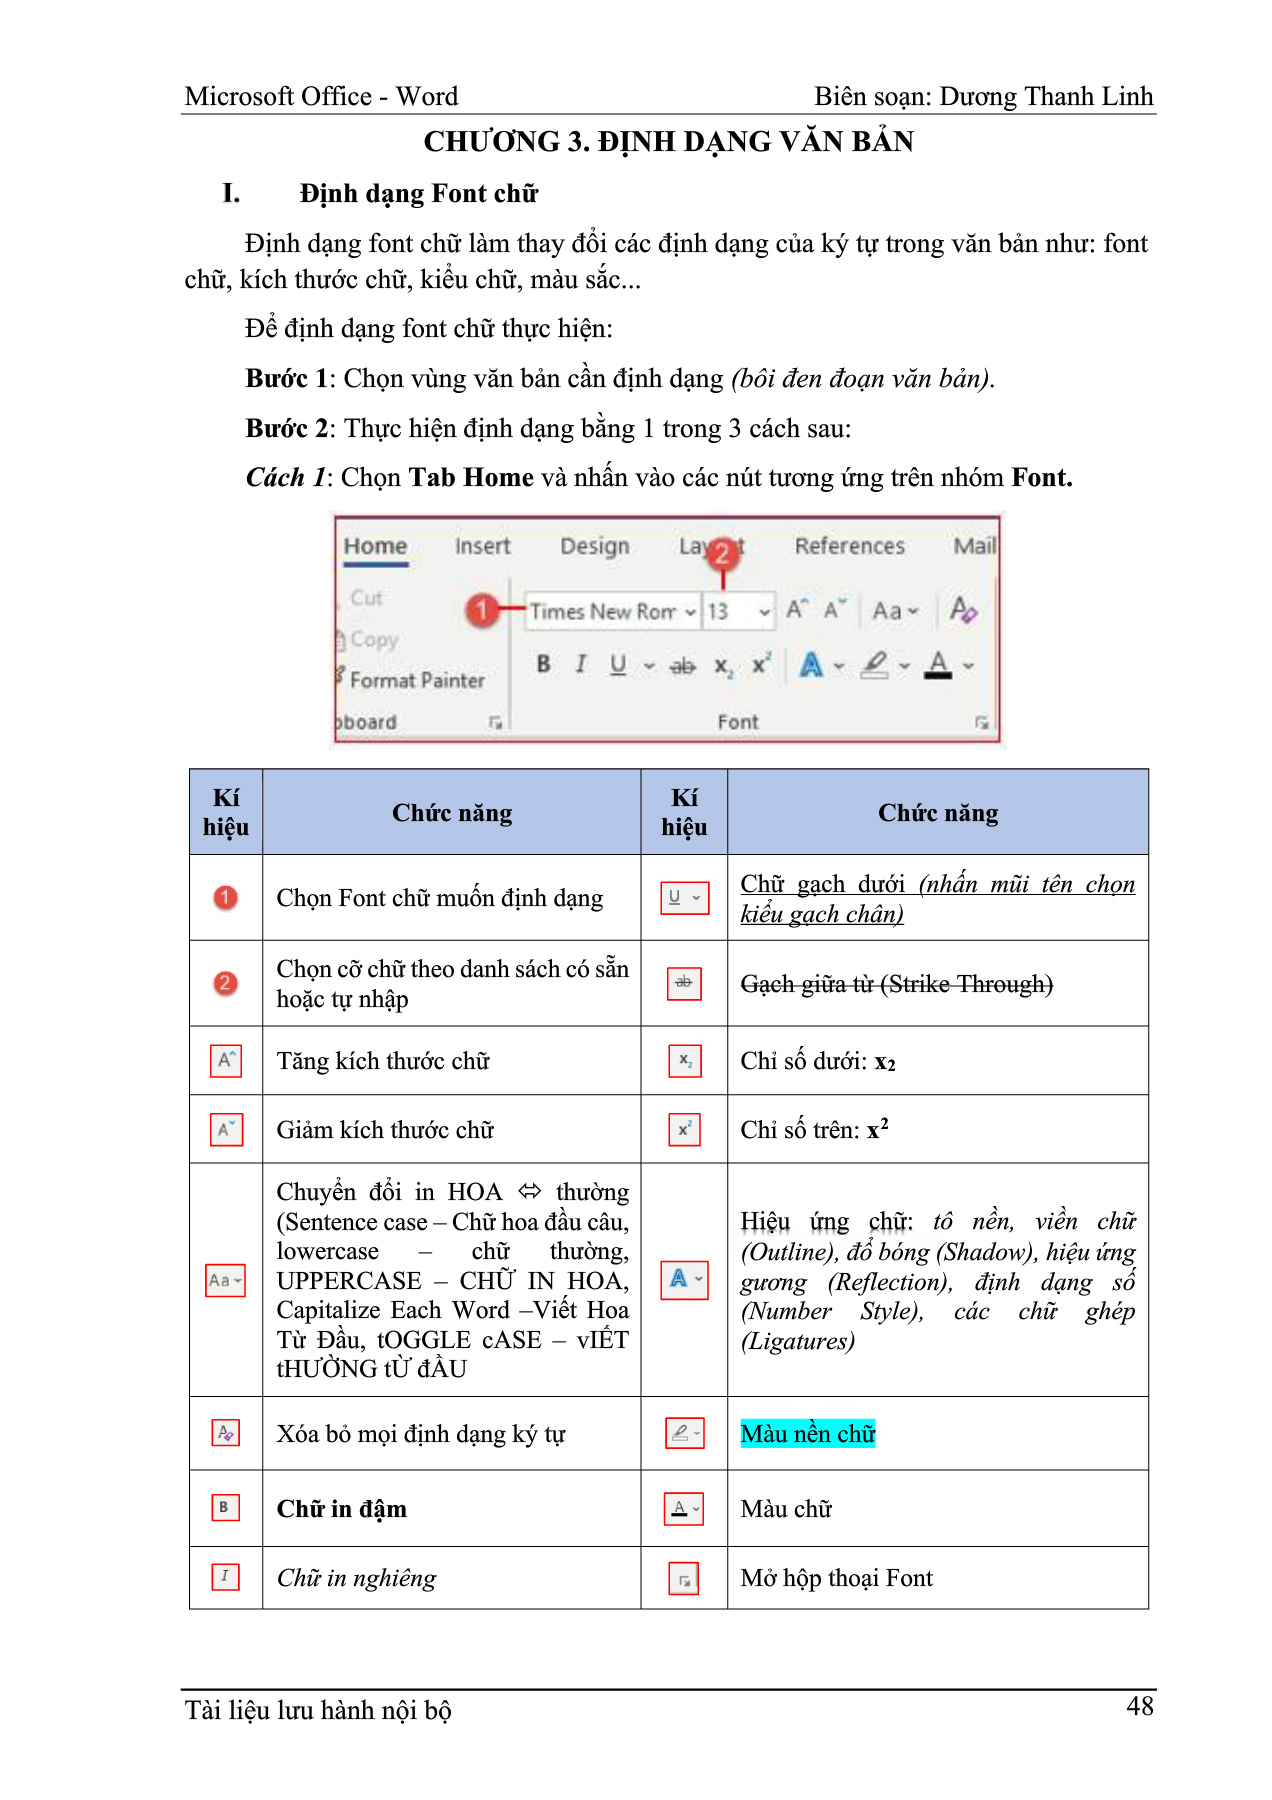 Microsoft Office - Word Biên soạn: Dương Thanh Linh
CHƯƠNG 3. ĐỊNH DẠNG VĂN BẢN
I. Định dạng Font chữ
Định dạng font chữ làm thay đổi các định dạng của ký tự trong văn bản như: font
chữ, kích thước chữ, kiểu chữ, màu sắc...
Để định dạng font chữ thực hiện:
Bước 1: Chọn vùng văn bản cần định dạng (bôi đen đoạn văn bản).
Bước 2: Thực hiện định dạng bằng 1 trong 3 cách sau:
Cách 1: Chọn Tab Home và nhấn vào các nút tương ứng trên nhóm Font.
Home Insert Design References Mail
2
Cut
1 Times New Rom 13 A A Aa A
Copy
B I U ab x2 x2 A A
Format Painter
Font
Kí
hiệu
Chức năng
Kí
hiệu
Chức năng
1
Chọn Font chữ muốn định dạng
U
Chữ gạch dưới (nhấn mũi tên chọn
kiểu gạch chân)
2
Chọn cỡ chữ theo danh sách có sẵn
hoặc tự nhập
ab
Gạch giữa từ (Strike Through)
A
Tăng kích thước chữ
x2
Chỉ số dưới: x2
A
Giảm kích thước chữ
x2
Chỉ số trên: x2
Aa
Chuyển đổi in HOA ⬄ thường
(Sentence case – Chữ hoa đầu câu,
lowercase – chữ thường,
UPPERCASE – CHỮ IN HOA,
Capitalize Each Word –Viết Hoa
Từ Đầu, tOGGLE cASE – vIẾT
tHƯỜNG tỪ đẦU
A
Hiệu ứng chữ: tô nền, viền chữ
(Outline), đổ bóng (Shadow), hiệu ứng
gương (Reflection), định dạng số
(Number Style), các chữ ghép
(Ligatures)
A
Xóa bỏ mọi định dạng ký tự
Màu nền chữ
B
Chữ in đậm
A
Màu chữ
I
Chữ in nghiêng
Mở hộp thoại Font
Tài liệu lưu hành nội bộ 48